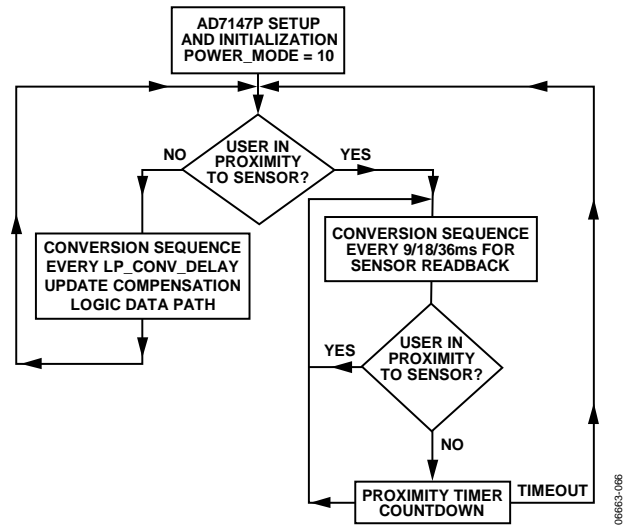 AD7147P SETUP
AND INITIALIZATION
POWER_MODE = 10
USER IN
PROXIMITY
TO SENSOR?
NO
YES
CONVERSION SEQUENCE
EVERY LP_CONV_DELAY
UPDATE COMPENSATION
LOGIC DATA PATH
CONVERSION SEQUENCE
EVERY 9/18/36ms FOR
SENSOR READBACK
YES
USER IN
PROXIMITY
TO SENSOR?
NO
PROXIMITY TIMER
COUNTDOWN
TIMEOUT
06663-066